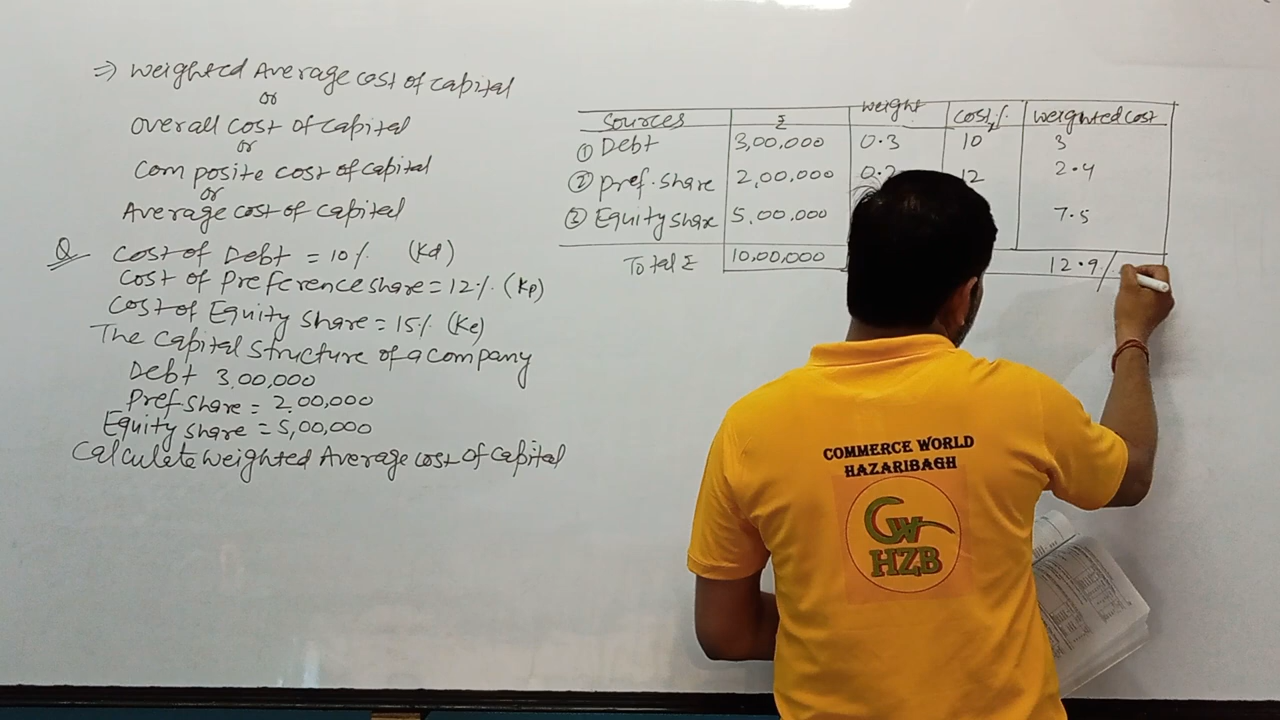 ⇒ Weighted Average cost of capital
or
overall cost of capital
or
Composite cost of capital
or
Average cost of capital
Q Cost of Debt = 10% (Kd)
Cost of Preference share = 12% (Kp)
Cost of Equity share = 15% (Ke)
The capital structure of a company
Debt 3,00,000
Pref share = 2,00,000
Equity share = 5,00,000
Calculate Weighted Average cost of capital
Sources ₹ weight cost% weighted cost
① Debt 3,00,000 0.3 10 3
② Pref. share 2,00,000 0.2 12 2.4
② Equity share 5,00,000 7.5
Total Σ 10,00,000 12.9%
COMMERCE WORLD
HAZARIBAGH
CW
HZB